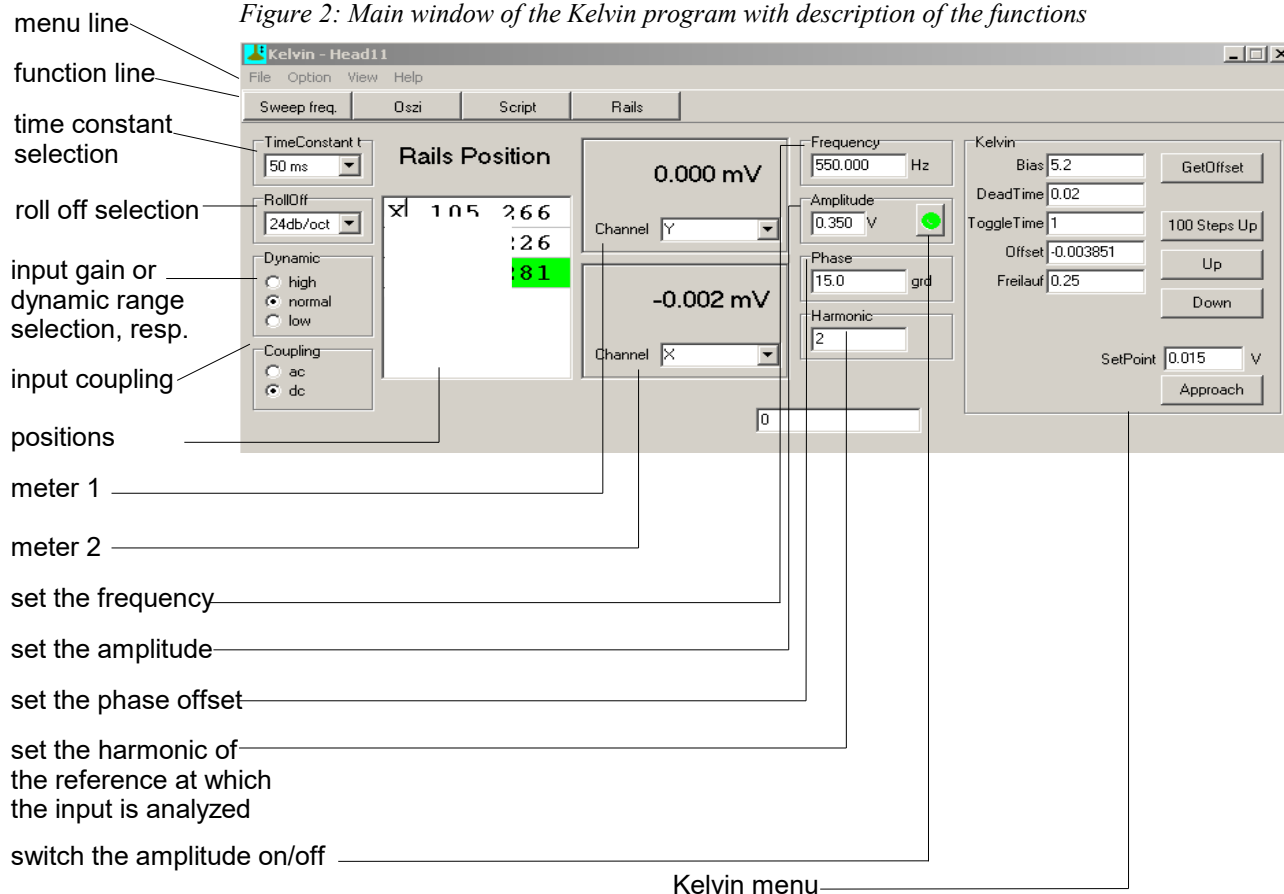 Figure 2: Main window of the Kelvin program with description of the functions
menu line
function line
time constant
selection
roll off selection
input gain or
dynamic range
selection, resp.
input coupling
positions
meter 1
meter 2
set the frequency
set the amplitude
set the phase offset
set the harmonic of
the reference at which
the input is analyzed
switch the amplitude on/off
Kelvin menu
Kelvin - Head11
File Option View Help
Sweep freq. Oszi Script Rails
TimeConstant t
50 ms
RollOff
24db/oct
Dynamic
high
normal
low
Coupling
ac
dc
Rails Position
X 105 266
:26
:81
0.000 mV
Channel Y
-0.002 mV
Channel X
Frequency
550.000 Hz
Amplitude
0.350 V
Phase
15.0 grd
Harmonic
2
0
Kelvin
Bias 5.2 GetOffset
DeadTime 0.02
ToggleTime 1 100 Steps Up
Offset -0.003851
Up
Freilauf 0.25
Down
SetPoint 0.015 V
Approach